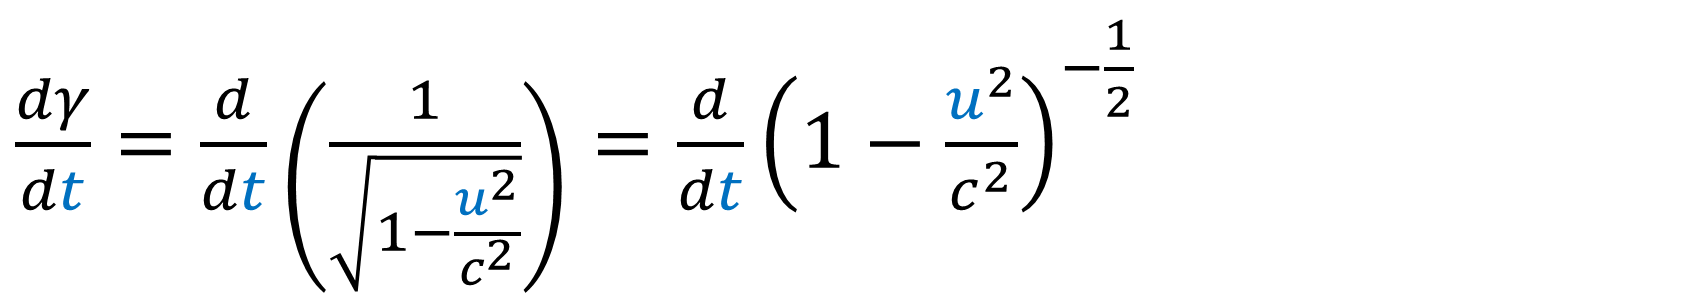 dγ/dt = d/dt (1/√(1−u²/c²)) = d/dt (1 − u²/c²)^(−1/2)